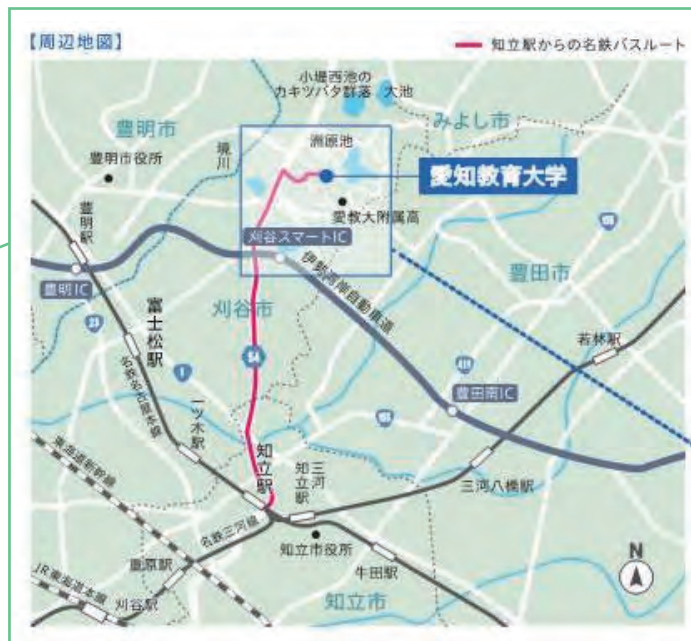 【周辺地図】
知立駅からの名鉄バスルート
小堤西池の
カキツバタ群落
大池
みよし市
豊明市
豊明市役所
境川
洲原池
愛知教育大学
愛教大附属高
刈谷スマートIC
豊明駅
豊明IC
伊勢湾岸自動車道
豊田市
155
刈谷市
23
富士松駅
名鉄名古屋本線
1
54
419
若林駅
豊田南IC
一ツ木駅
155
知立駅
三河
知立駅
三河八橋駅
東海道新幹線
名鉄三河線
知立市役所
重原駅
牛田駅
JR東海道本線
刈谷駅
知立市
N